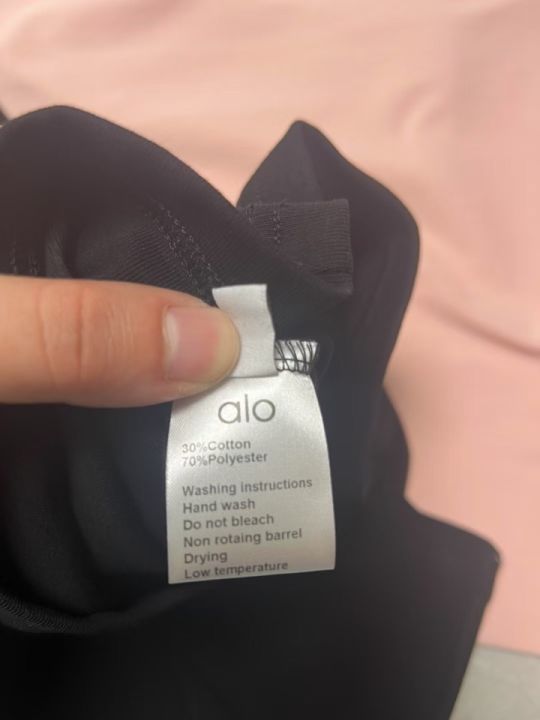 alo
30%Cotton
70%Polyester
Washing instructions
Hand wash
Do not bleach
Non rotaing barrel
Drying
Low temperature